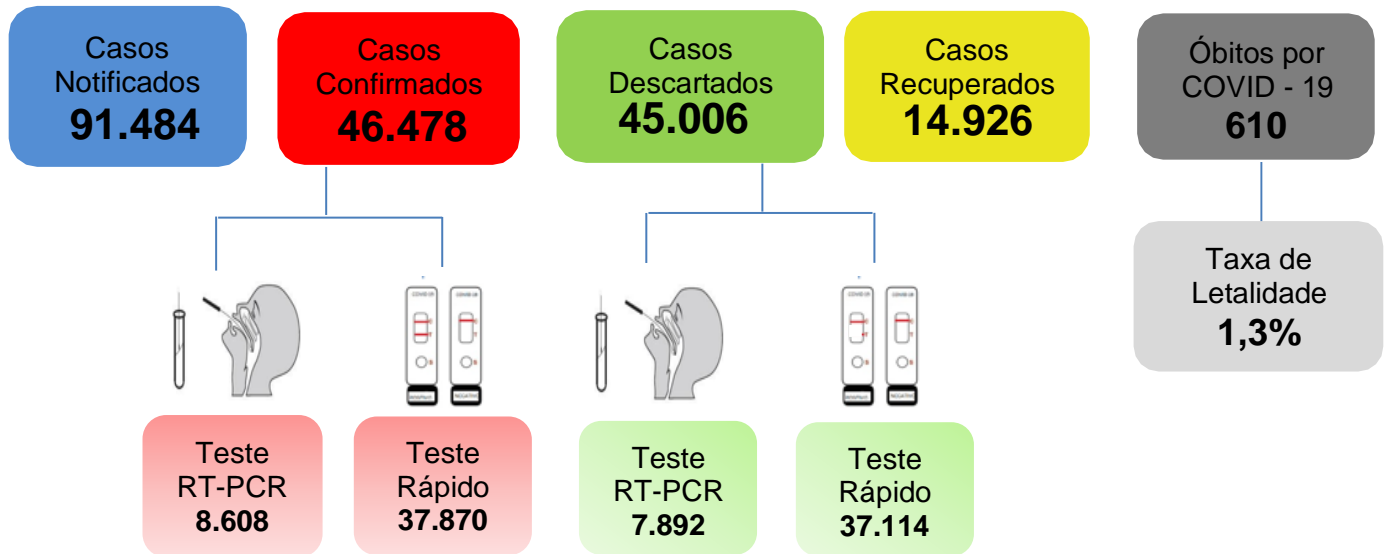 Casos
Notificados
91.484
Casos
Confirmados
46.478
Casos
Descartados
45.006
Casos
Recuperados
14.926
Óbitos por
COVID - 19
610
Taxa de
Letalidade
1,3%
Teste
RT-PCR
8.608
Teste
Rápido
37.870
Teste
RT-PCR
7.892
Teste
Rápido
37.114